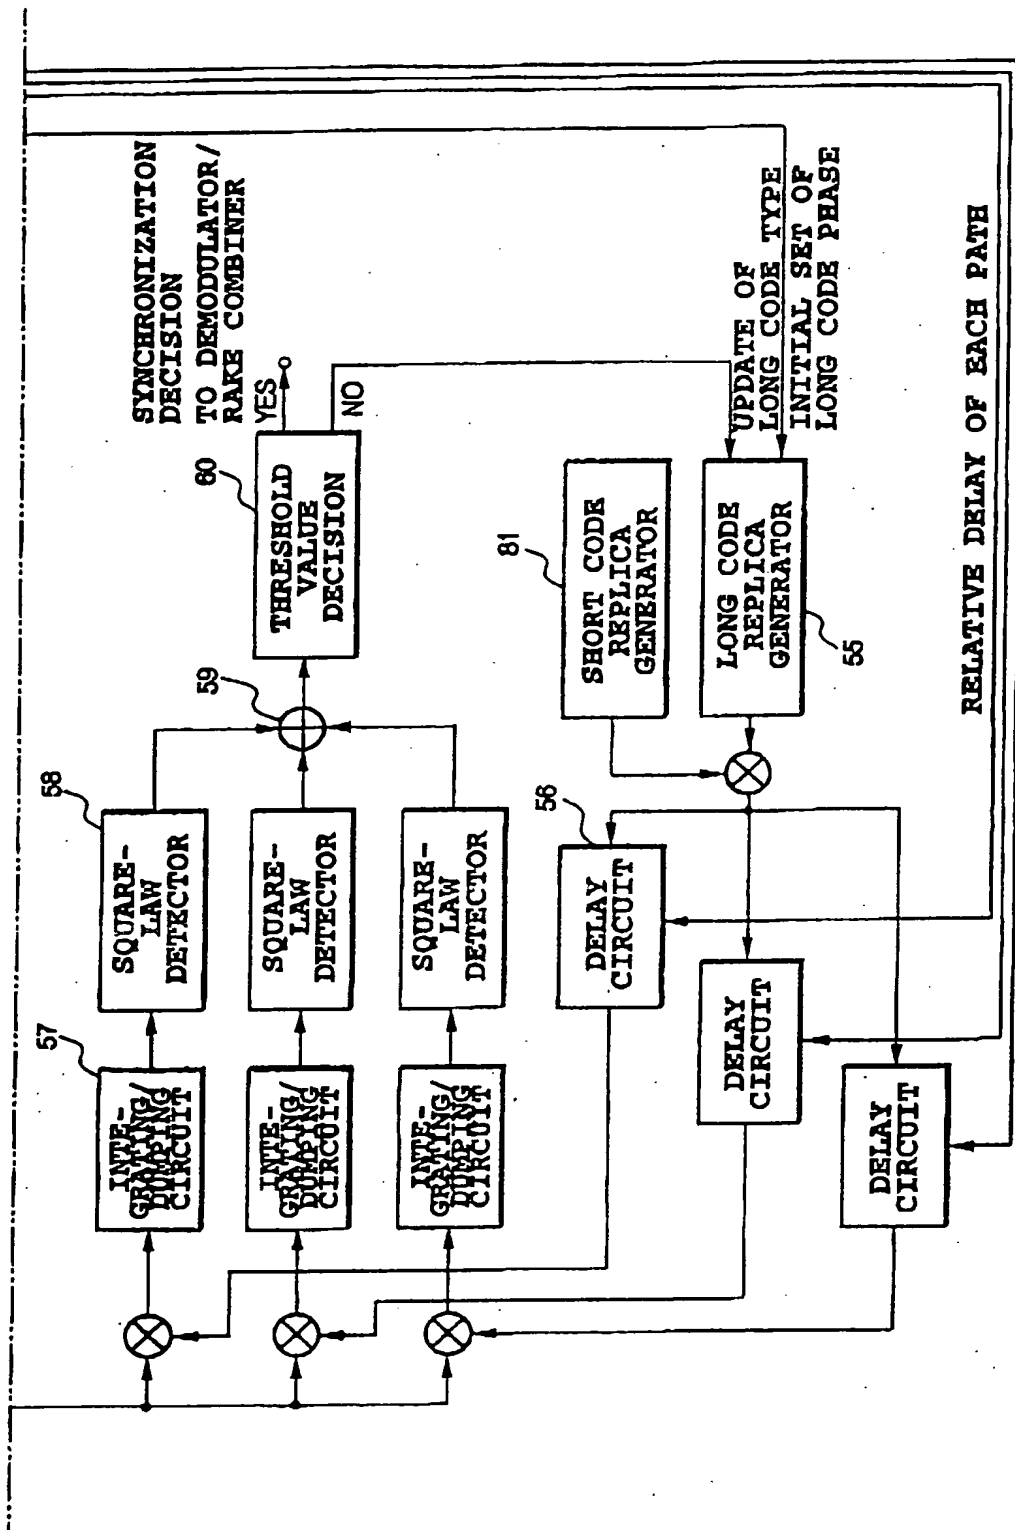 57
INTE-
GRATING/
DUMPING
CIRCUIT
58
SQUARE-
LAW
DETECTOR
INTE-
GRATING/
DUMPING
CIRCUIT
SQUARE-
LAW
DETECTOR
INTE-
GRATING/
DUMPING
CIRCUIT
SQUARE-
LAW
DETECTOR
59
60
THRESHOLD
VALUE
DECISION
YES
NO
SYNCHRONIZATION
DECISION
TO DEMODULATOR/
RAKE COMBINER
56
DELAY
CIRCUIT
DELAY
CIRCUIT
DELAY
CIRCUIT
81
SHORT CODE
REPLICA
GENERATOR
LONG CODE
REPLICA
GENERATOR
55
UPDATE OF
LONG CODE TYPE
INITIAL SET OF
LONG CODE PHASE
RELATIVE DELAY OF EACH PATH